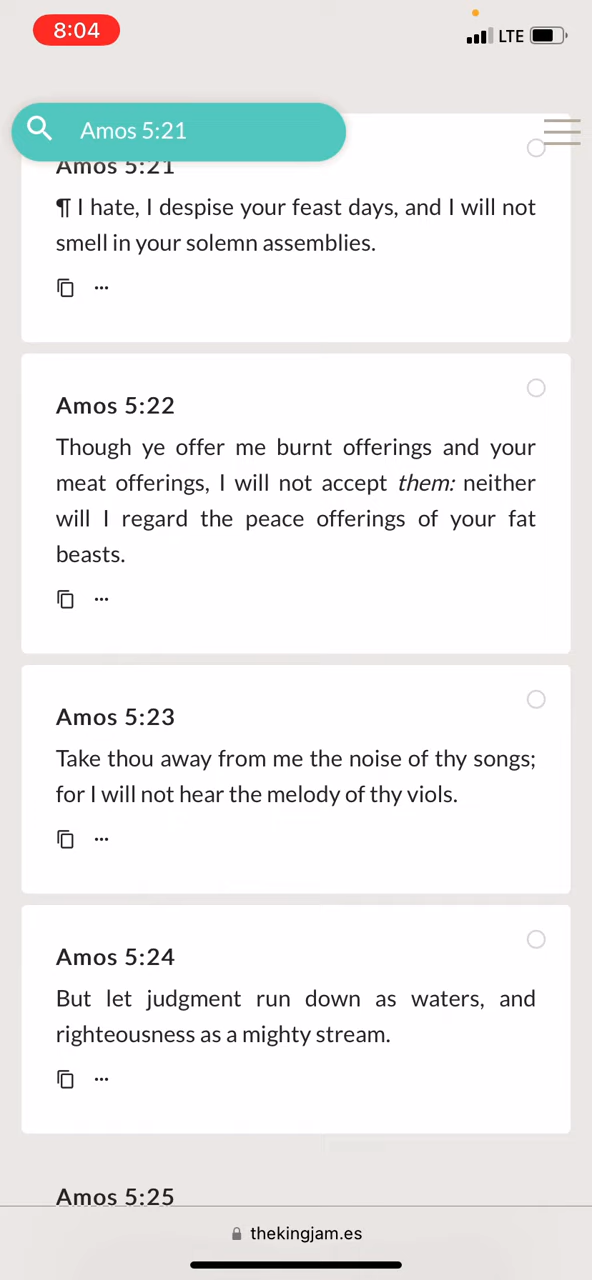 8:04
LTE
Amos 5:21
Amos 5:21
¶ I hate, I despise your feast days, and I will not
smell in your solemn assemblies.
Amos 5:22
Though ye offer me burnt offerings and your
meat offerings, I will not accept them: neither
will I regard the peace offerings of your fat
beasts.
Amos 5:23
Take thou away from me the noise of thy songs;
for I will not hear the melody of thy viols.
Amos 5:24
But let judgment run down as waters, and
righteousness as a mighty stream.
Amos 5:25
thekingjam.es